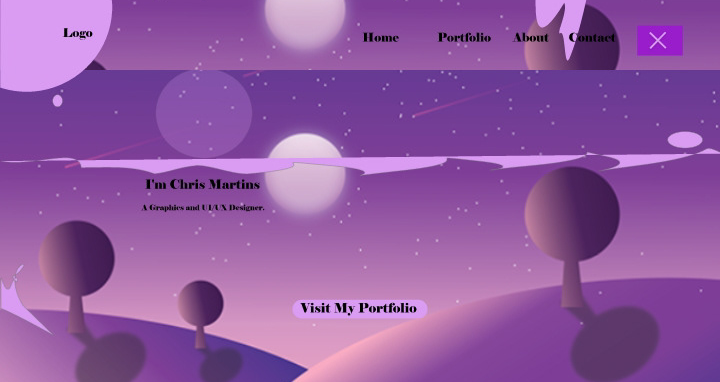 Logo
Home Portfolio About Contact
I'm Chris Martins
A Graphics and UI/UX Designer.
Visit My Portfolio